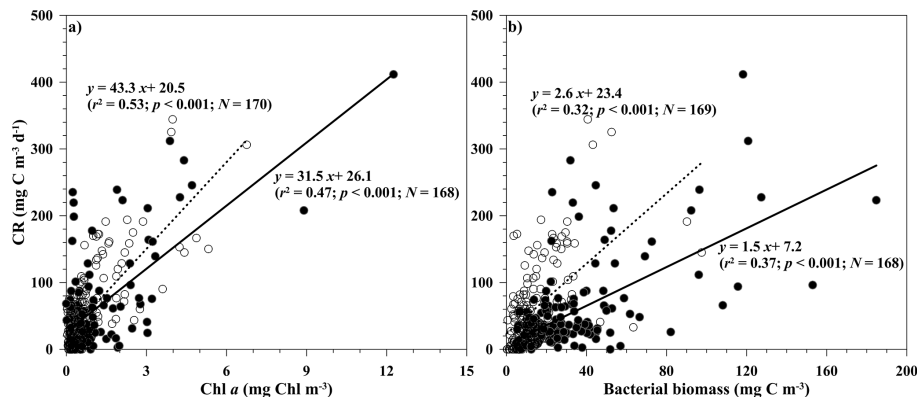 a)
500
400
300
200
100
0
CR (mg C m⁻³ d⁻¹)
y = 43.3 x+ 20.5
(r² = 0.53; p < 0.001; N = 170)
31.5 x+ 26.1
(r² = 0.47; p < 0.001; N = 168)
0 3 6 9 12 15
Chl a (mg Chl m⁻³)
b)
500
400
300
200
100
0
y = 2.6 x+ 23.4
(r² = 0.32; p < 0.001; N = 169)
y = 1.5 x+ 7.2
(r² = 0.37; p < 0.001; N = 168)
0 40 80 120 160 200
Bacterial biomass (mg C m⁻³)